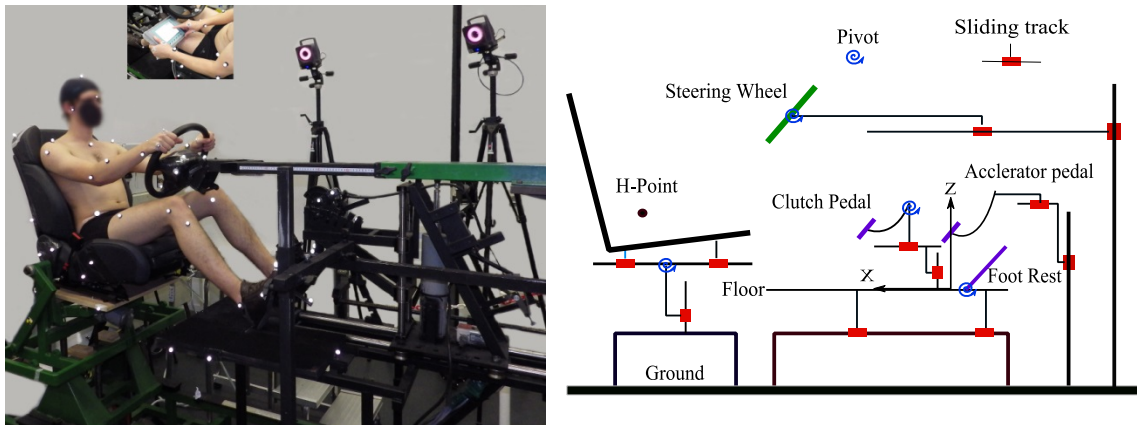 Pivot
Sliding track
Steering Wheel
H-Point
Clutch Pedal
Z
Acclerator pedal
X
Floor
Foot Rest
Ground